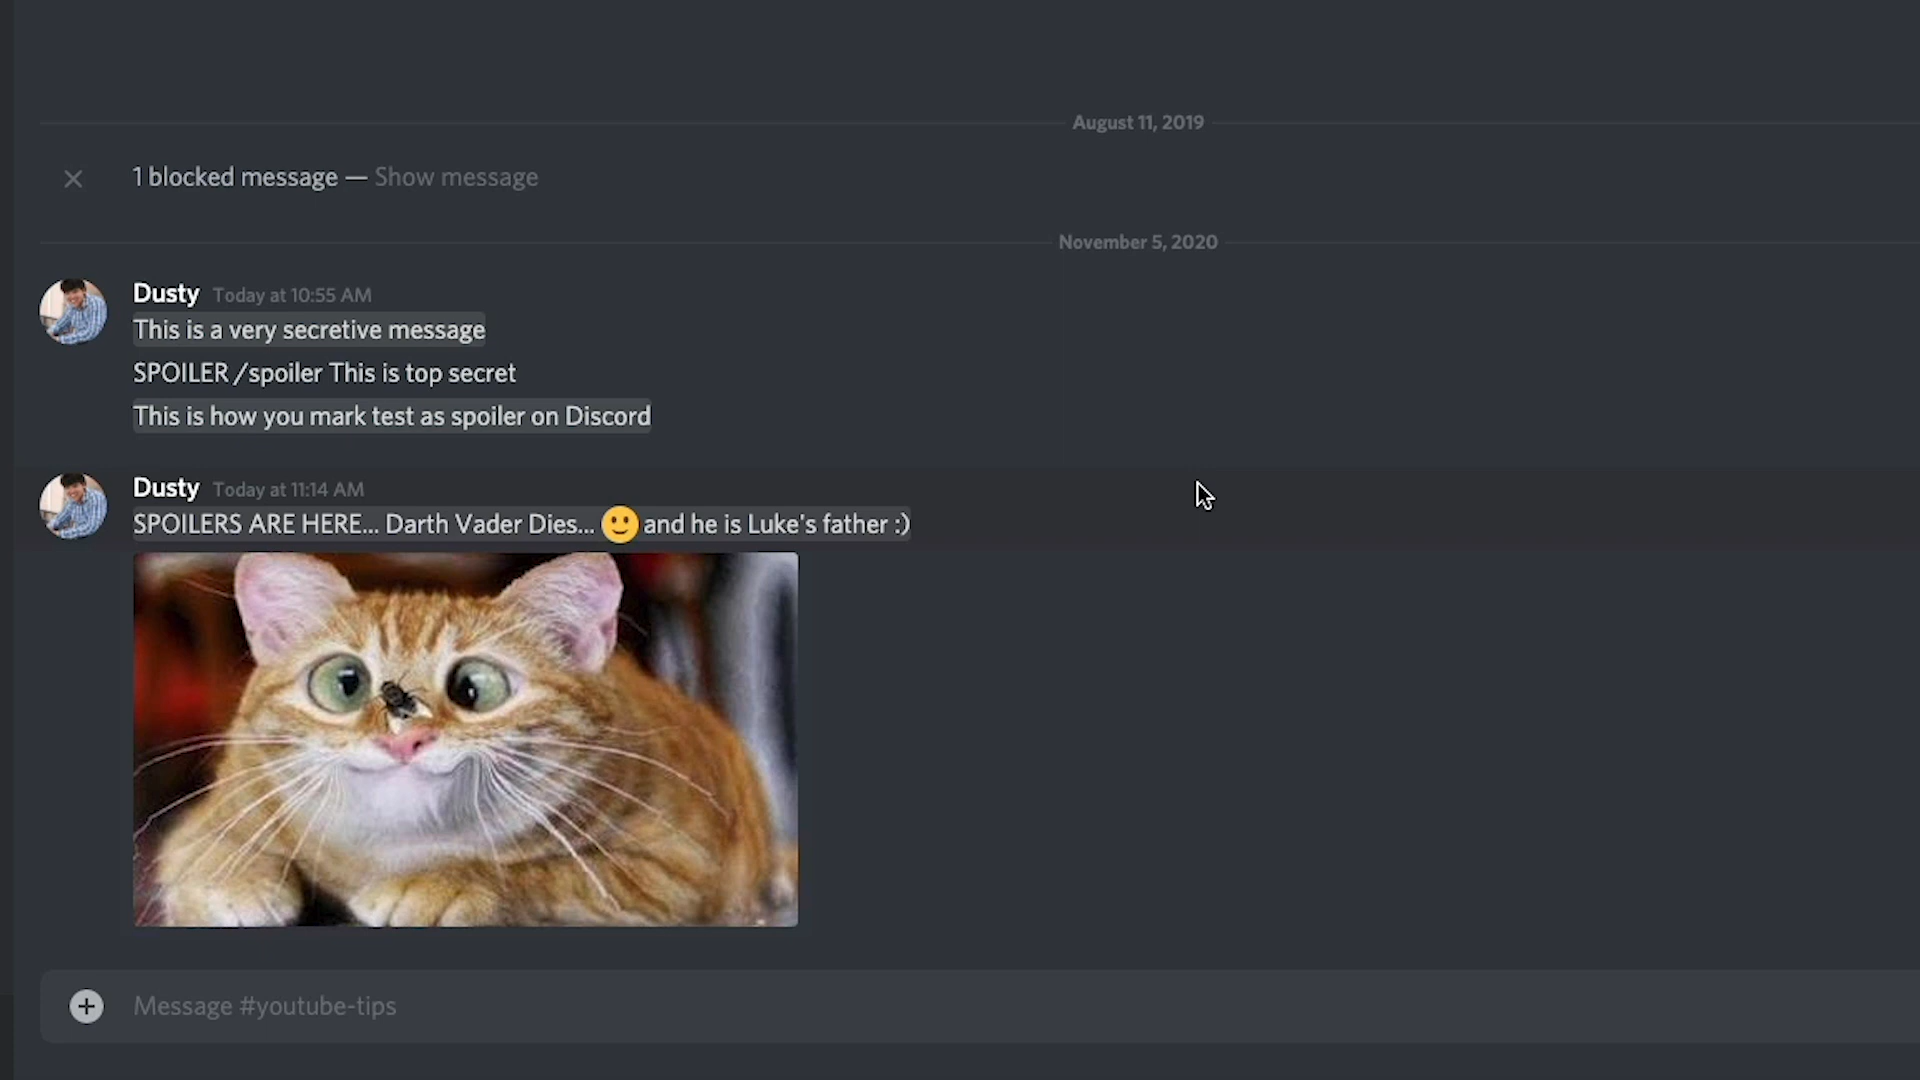 August 11, 2019
1 blocked message — Show message
November 5, 2020
Dusty Today at 10:55 AM
This is a very secretive message
SPOILER /spoiler This is top secret
This is how you mark test as spoiler on Discord
Dusty Today at 11:14 AM
SPOILERS ARE HERE... Darth Vader Dies... 🙂 and he is Luke's father :)
Message #youtube-tips